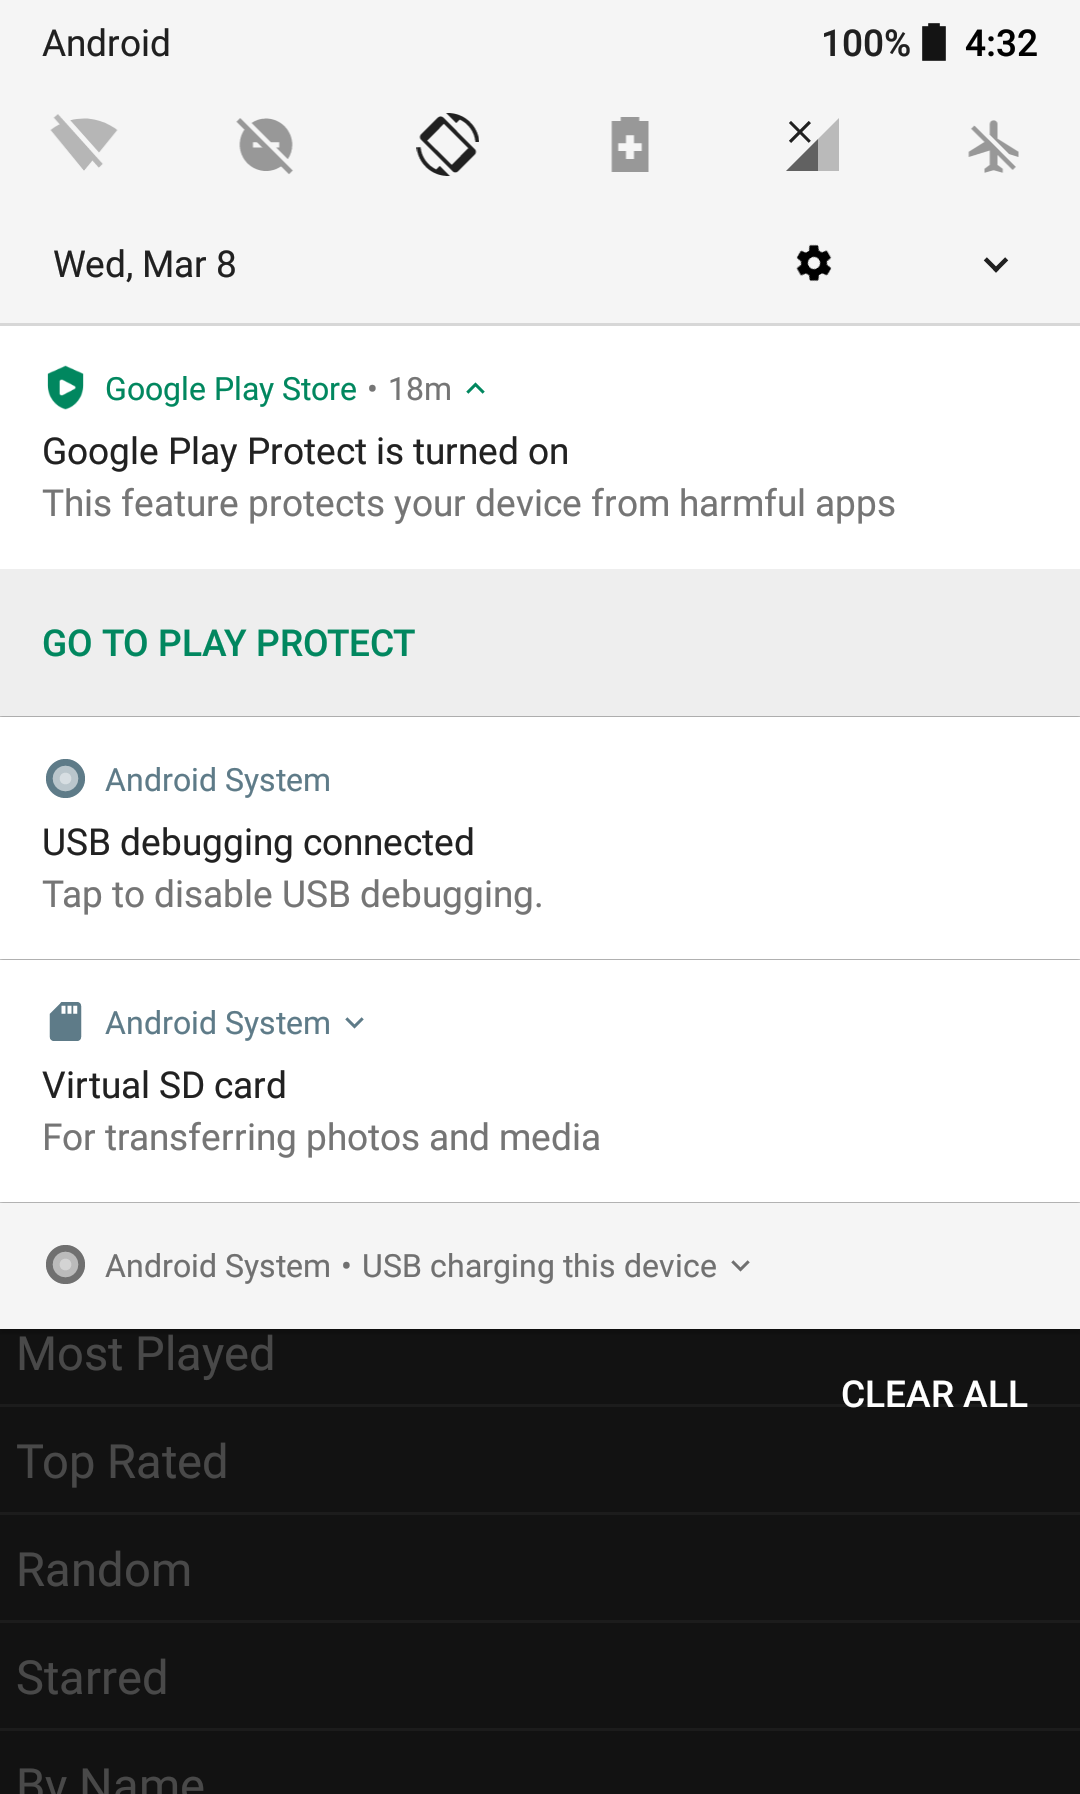 Android 100% 4:32
Wed, Mar 8
Google Play Store • 18m
Google Play Protect is turned on
This feature protects your device from harmful apps
GO TO PLAY PROTECT
Android System
USB debugging connected
Tap to disable USB debugging.
Android System
Virtual SD card
For transferring photos and media
Android System • USB charging this device
Most Played
CLEAR ALL
Top Rated
Random
Starred
By Name